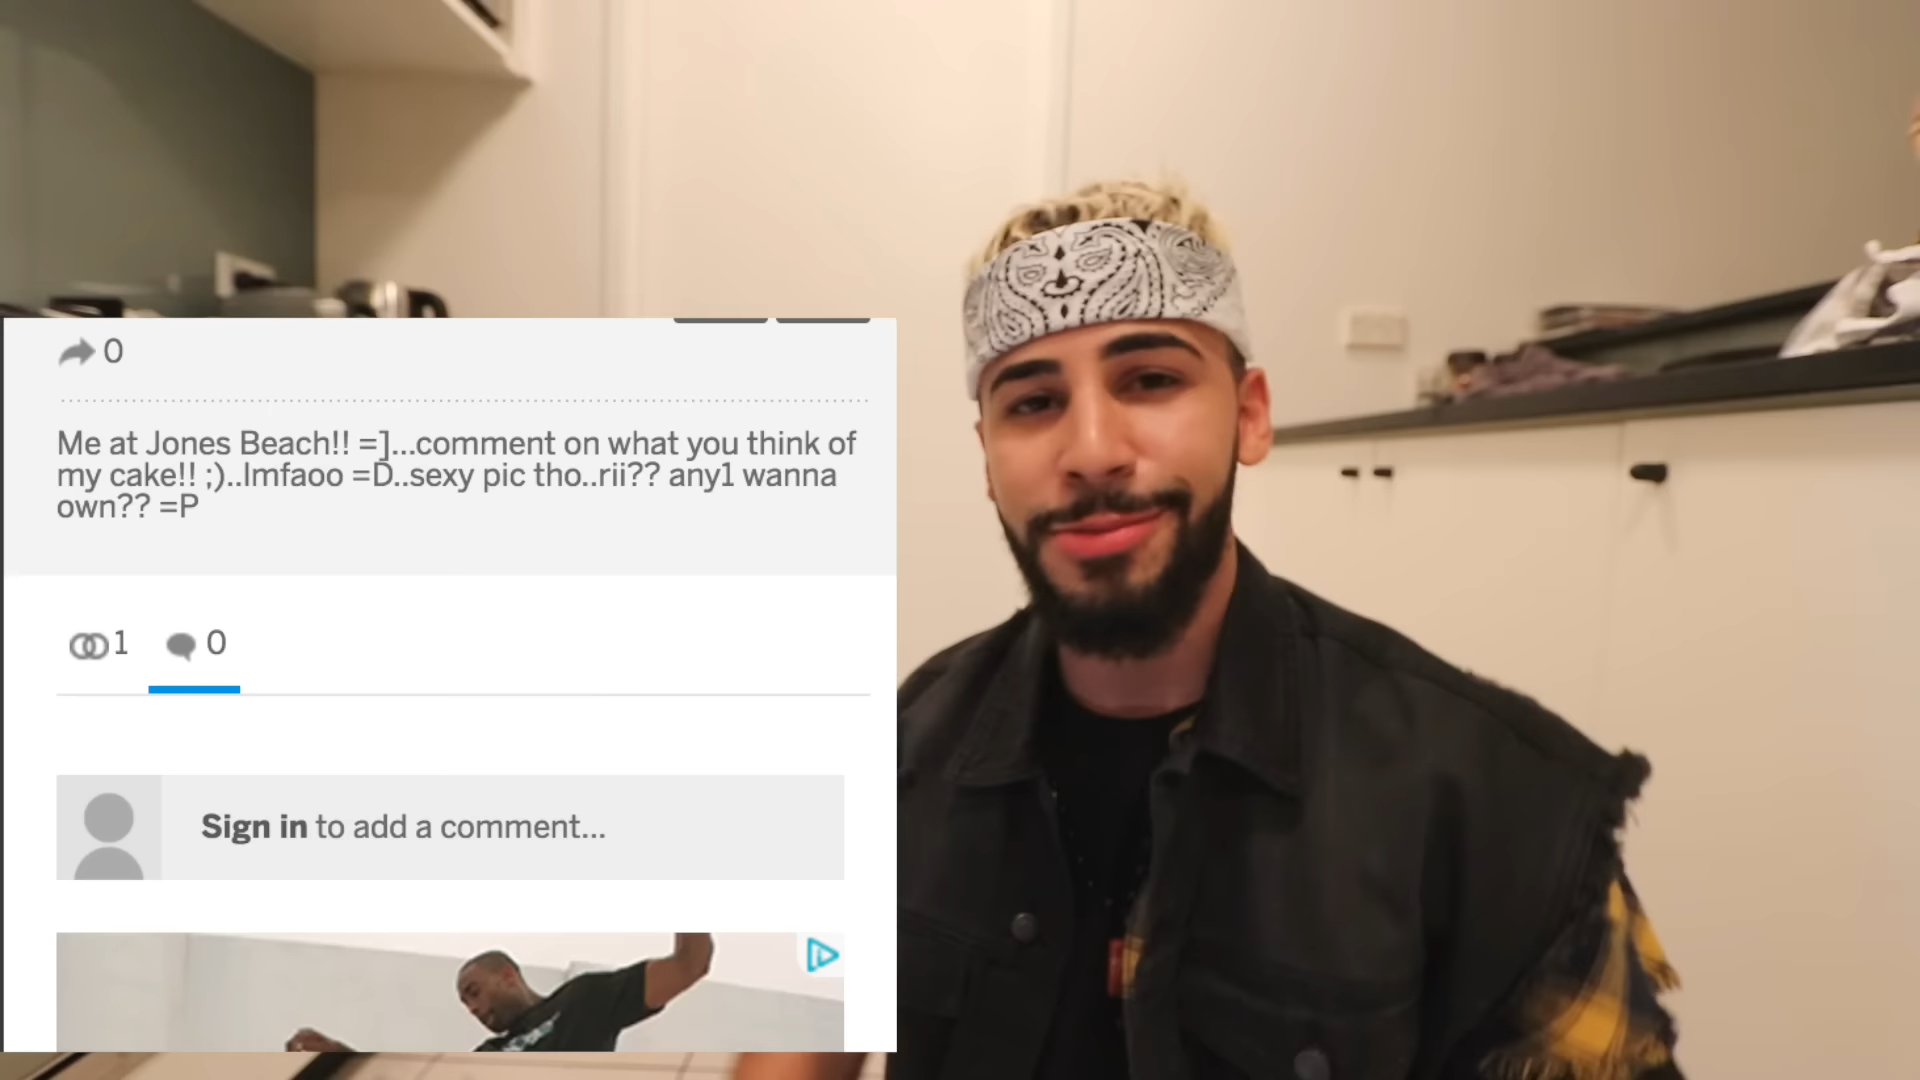 0
Me at Jones Beach!! =]...comment on what you think of
my cake!! ;)..lmfaoo =D..sexy pic tho..rii?? any1 wanna
own?? =P
1 0
Sign in to add a comment...